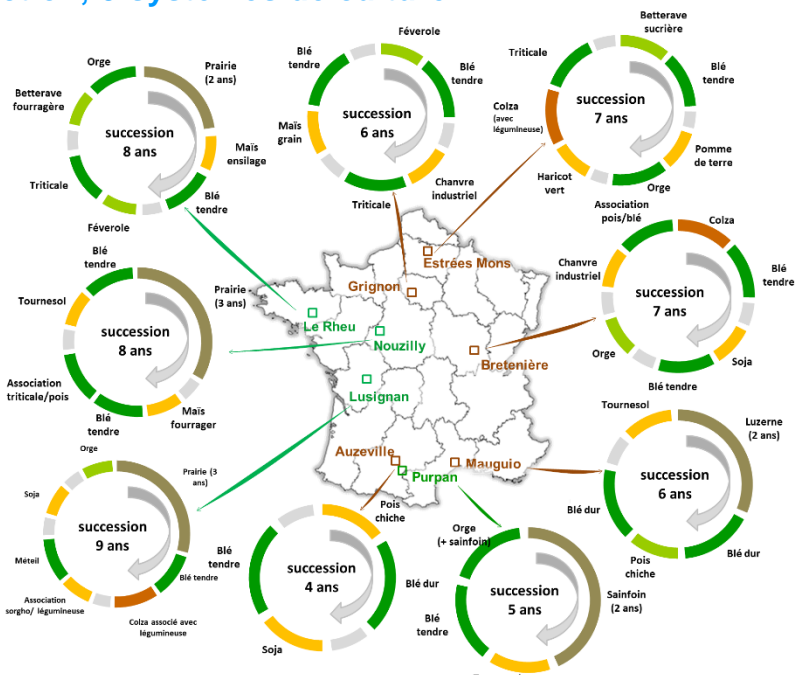 Orge
Prairie
(2 ans)
Betterave
fourragère
succession
8 ans
Maïs
ensilage
Triticale
Blé
tendre
Féverole
Féverole
Blé
tendre
Blé
tendre
succession
6 ans
Maïs
grain
Chanvre
industriel
Triticale
Betterave
sucrière
Triticale
Blé
tendre
Colza
(avec
légumineuse)
succession
7 ans
Pomme
de terre
Haricot
vert
Orge
Blé
tendre
Prairie
(3 ans)
Tournesol
succession
8 ans
Association
triticale/pois
Blé
tendre
Maïs
fourrager
Estrées Mons
Grignon
Le Rheu
Nouzilly
Bretenière
Lusignan
Auzeville
Purpan
Mauguio
Association
pois/blé
Colza
Chanvre
industriel
Blé
tendre
succession
7 ans
Orge
Soja
Blé tendre
Tournesol
Luzerne
(2 ans)
succession
6 ans
Blé dur
Pois
chiche
Blé dur
Orge
Prairie (3
ans)
Soja
succession
9 ans
Méteil
Blé tendre
Association
sorgho/ légumineuse
Colza associé avec
légumineuse
Pois
chiche
Blé
tendre
succession
4 ans
Blé dur
Soja
Orge
(+ sainfoin)
succession
5 ans
Sainfoin
(2 ans)
Blé
tendre